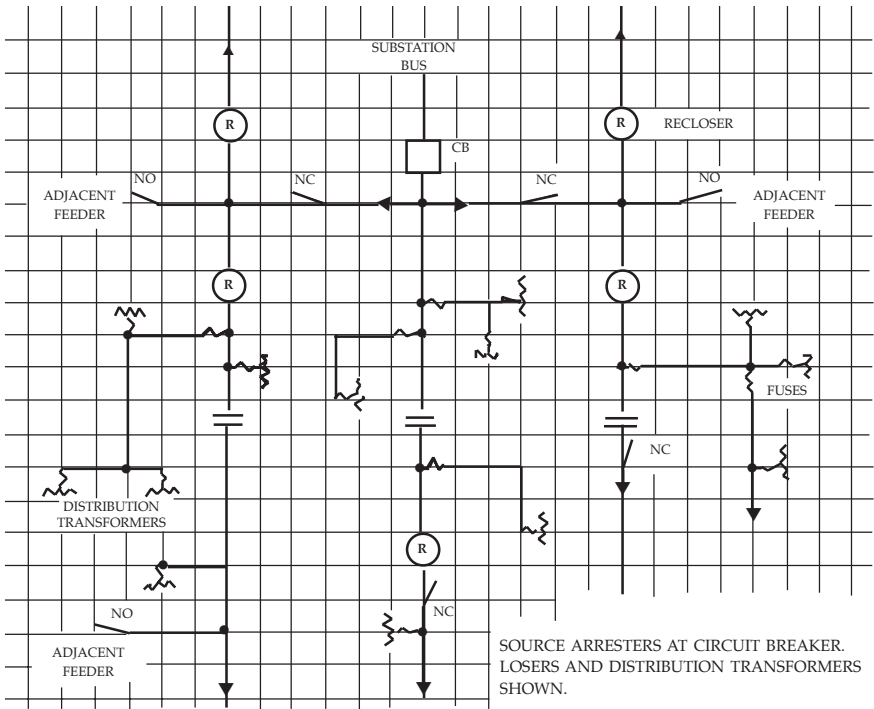 SUBSTATION
BUS
R
R
RECLOSER
CB
NO
NC
NC
NO
ADJACENT
FEEDER
ADJACENT
FEEDER
R
R
FUSES
NC
DISTRIBUTION
TRANSFORMERS
R
NO
NC
ADJACENT
FEEDER
SOURCE ARRESTERS AT CIRCUIT BREAKER.
LOSERS AND DISTRIBUTION TRANSFORMERS
SHOWN.